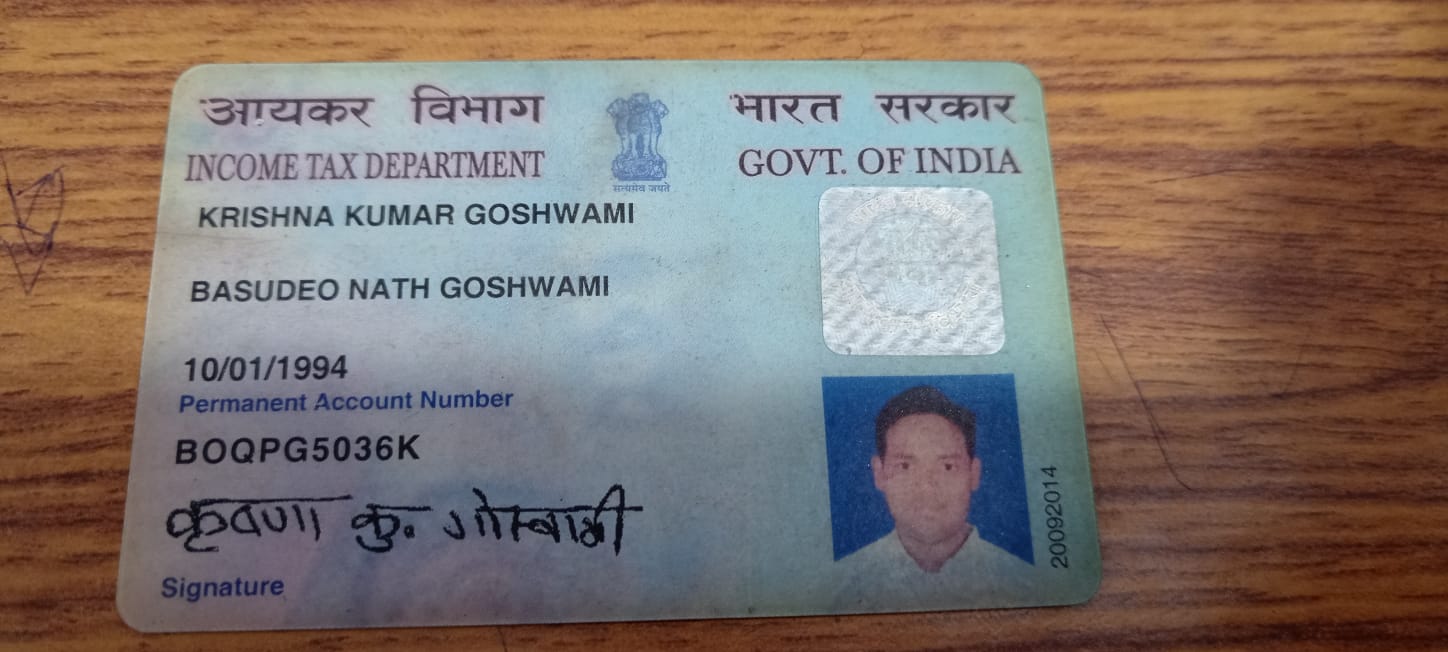 आयकर विभाग
भारत सरकार
INCOME TAX DEPARTMENT
GOVT. OF INDIA
सत्यमेव जयते
KRISHNA KUMAR GOSHWAMI
BASUDEO NATH GOSHWAMI
10/01/1994
Permanent Account Number
BOQPG5036K
कृष्णा कु. गोस्वामी
Signature
20092014